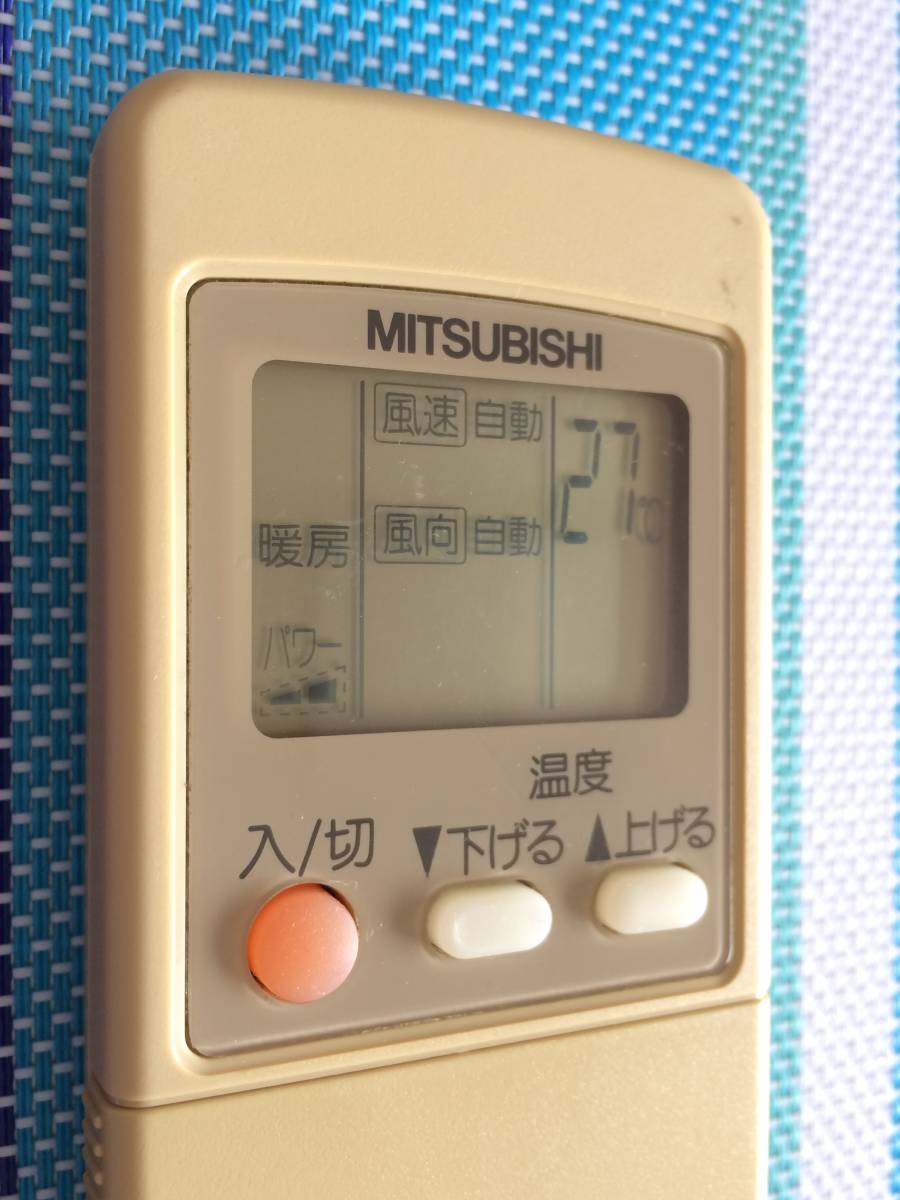 MITSUBISHI
風速 自動
27℃
暖房
風向 自動
パワー
温度
入/切 ▼下げる ▲上げる